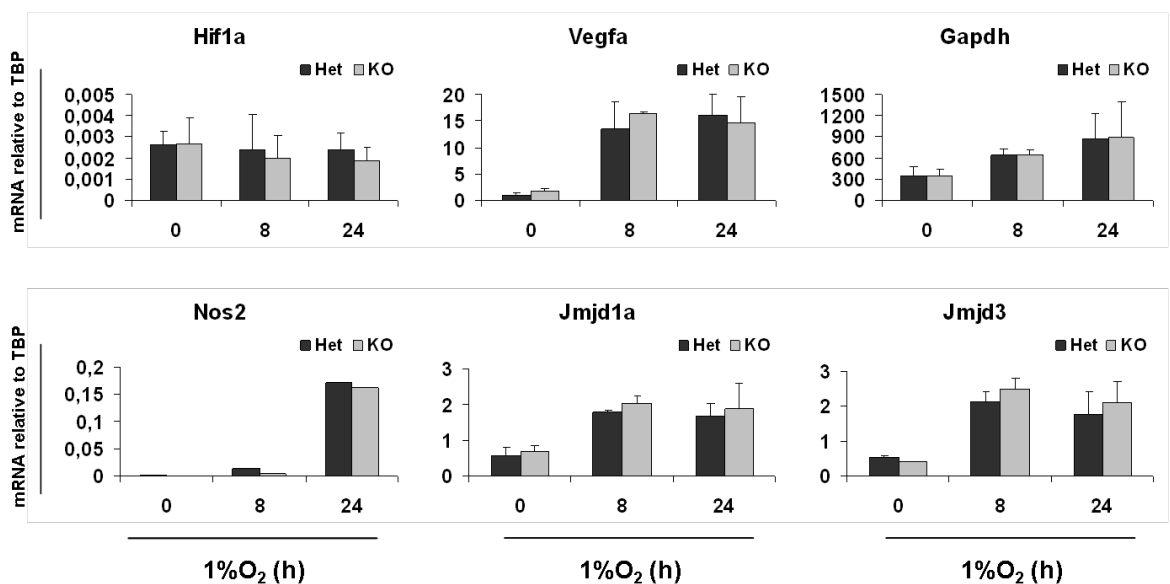 mRNA relative to TBP
Hif1a
Het KO
0,005
0,004
0,003
0,002
0,001
0
0 8 24
Vegfa
Het KO
20
15
10
5
0
0 8 24
Gapdh
Het KO
1500
1200
900
600
300
0
0 8 24
mRNA relative to TBP
Nos2
Het KO
0,2
0,15
0,1
0,05
0
0 8 24
1%O₂ (h)
Jmjd1a
Het KO
3
2
1
0
0 8 24
1%O₂ (h)
Jmjd3
Het KO
3
2
1
0
0 8 24
1%O₂ (h)